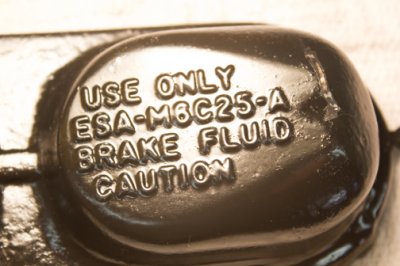 USE ONLY
ESA-M6C25-A
BRAKE FLUID
CAUTION